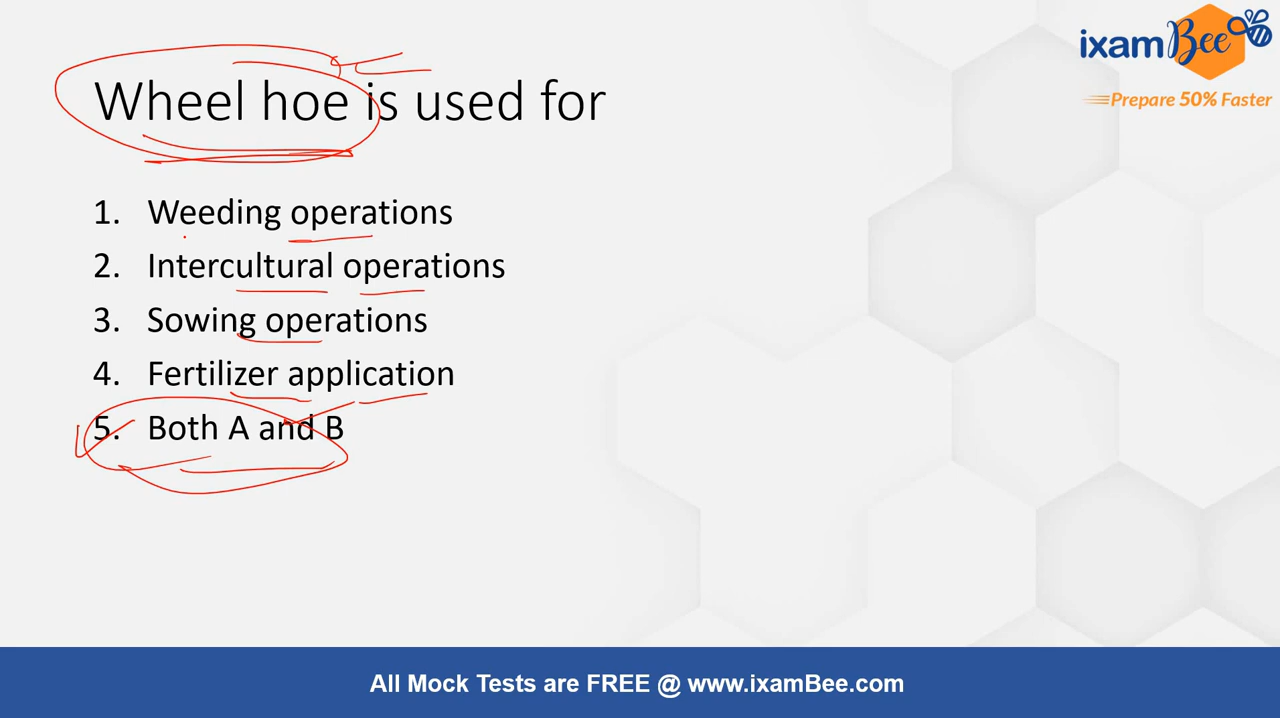 ixamBee
Prepare 50% Faster
Wheel hoe is used for
1. Weeding operations
2. Intercultural operations
3. Sowing operations
4. Fertilizer application
5. Both A and B
All Mock Tests are FREE @ www.ixamBee.com